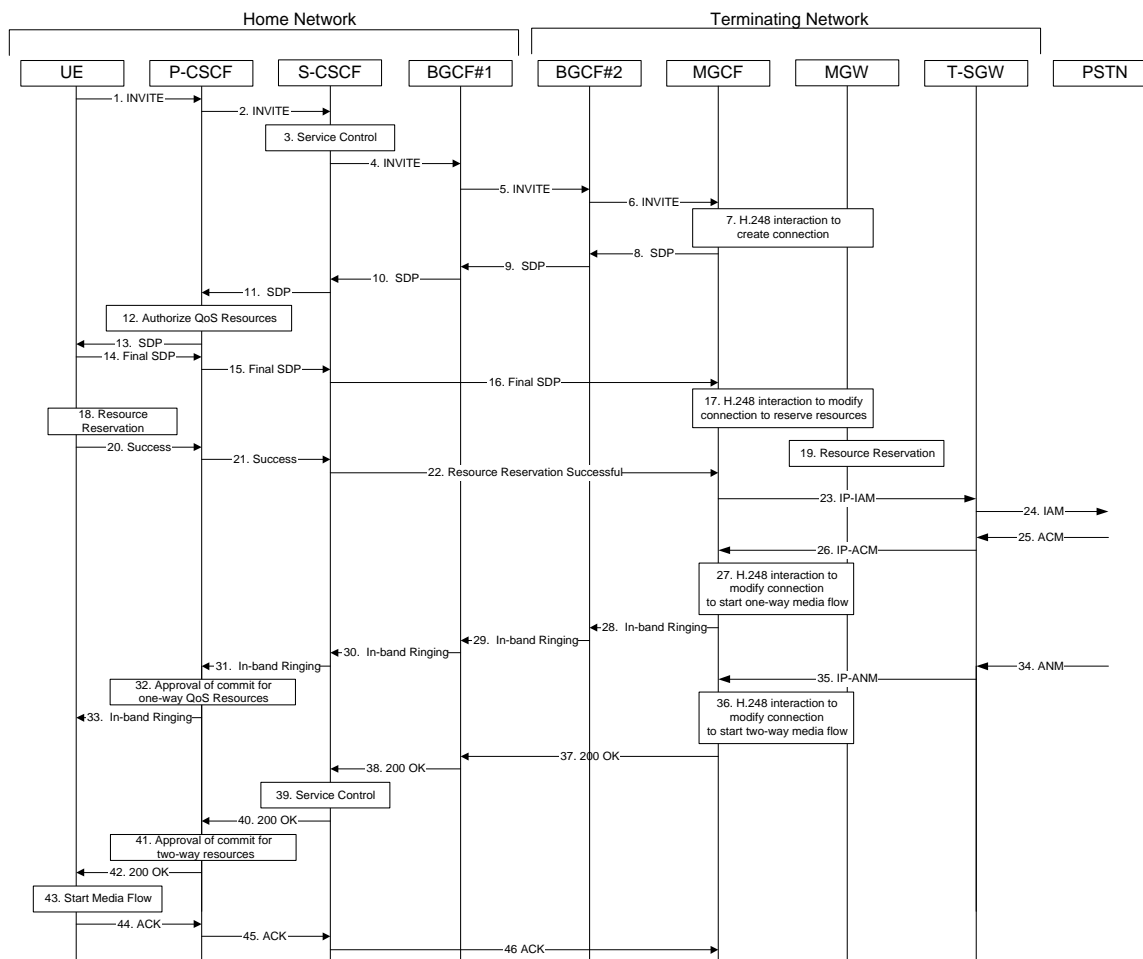 Home Network
Terminating Network
UE
P-CSCF
S-CSCF
BGCF#1
BGCF#2
MGCF
MGW
T-SGW
PSTN
1. INVITE
2. INVITE
3. Service Control
4. INVITE
5. INVITE
6. INVITE
7. H.248 interaction to
create connection
8. SDP
9. SDP
10. SDP
11. SDP
12. Authorize QoS Resources
13. SDP
14. Final SDP
15. Final SDP
16. Final SDP
17. H.248 interaction to modify
connection to reserve resources
18. Resource
Reservation
20. Success
21. Success
19. Resource Reservation
22. Resource Reservation Successful
23. IP-IAM
24. IAM
25. ACM
26. IP-ACM
27. H.248 interaction to
modify connection
to start one-way media flow
28. In-band Ringing
29. In-band Ringing
30. In-band Ringing
31. In-band Ringing
34. ANM
35. IP-ANM
32. Approval of commit for
one-way QoS Resources
33. In-band Ringing
36. H.248 interaction to
modify connection
to start two-way media flow
37. 200 OK
38. 200 OK
39. Service Control
40. 200 OK
41. Approval of commit for
two-way resources
42. 200 OK
43. Start Media Flow
44. ACK
45. ACK
46 ACK